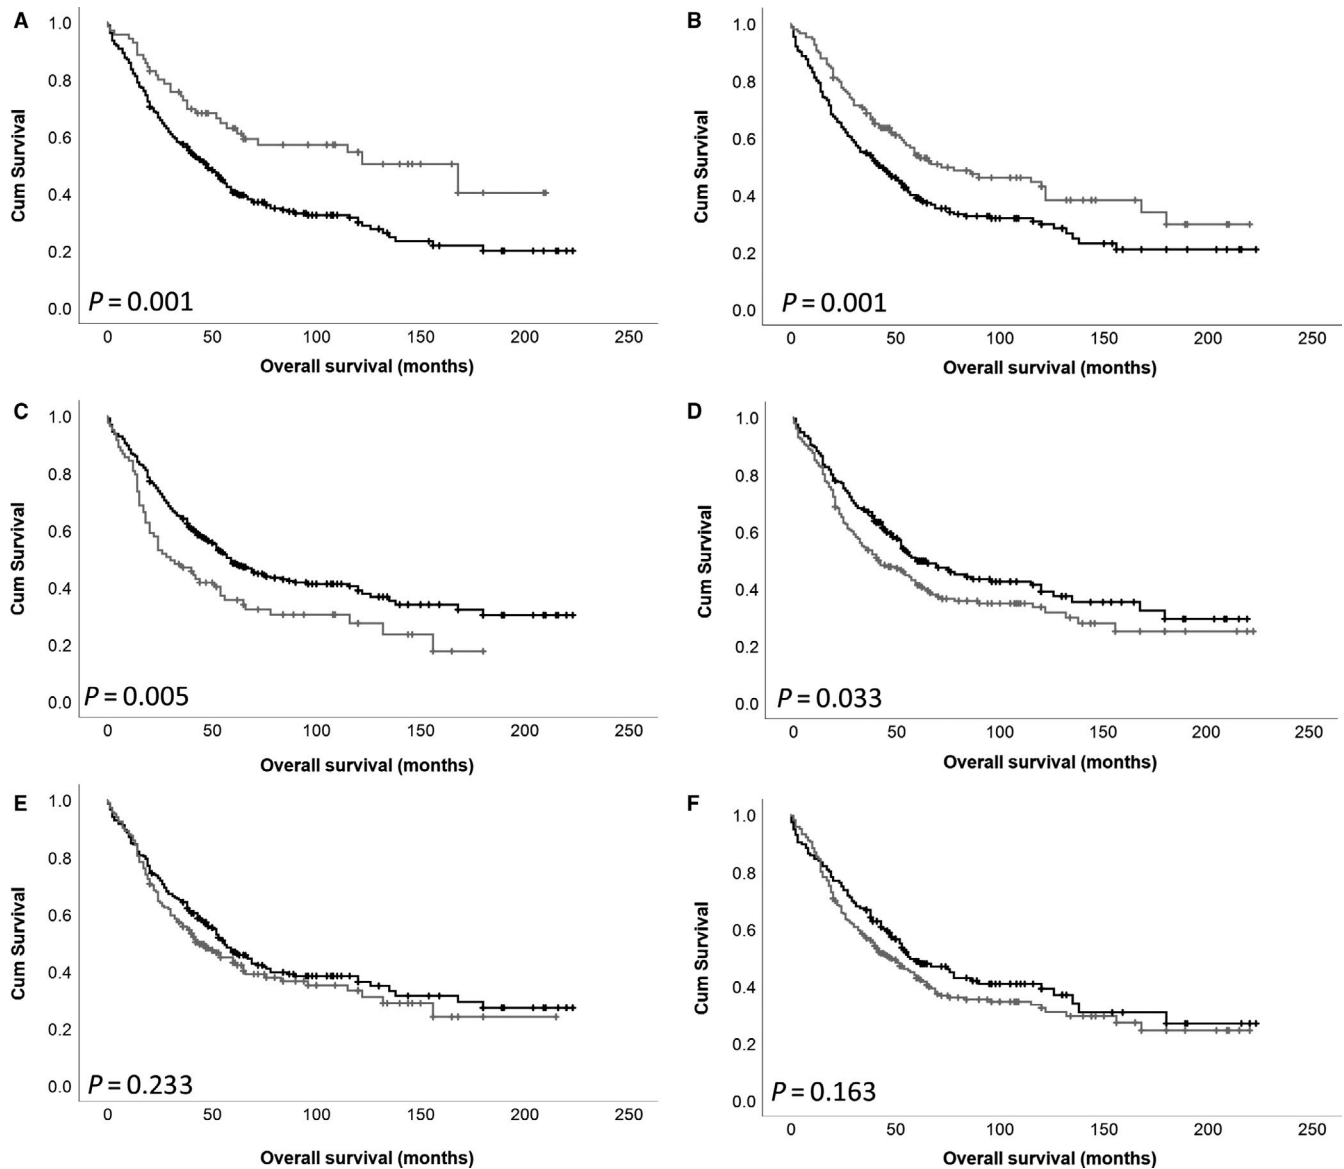 A
1.0
0.8
0.6
0.4
0.2
0.0
Cum Survival
P = 0.001
0 50 100 150 200 250
Overall survival (months)
B
1.0
0.8
0.6
0.4
0.2
0.0
Cum Survival
P = 0.001
0 50 100 150 200 250
Overall survival (months)
C
1.0
0.8
0.6
0.4
0.2
0.0
Cum Survival
P = 0.005
0 50 100 150 200 250
Overall survival (months)
D
1.0
0.8
0.6
0.4
0.2
0.0
Cum Survival
P = 0.033
0 50 100 150 200 250
Overall survival (months)
E
1.0
0.8
0.6
0.4
0.2
0.0
Cum Survival
P = 0.233
0 50 100 150 200 250
Overall survival (months)
F
1.0
0.8
0.6
0.4
0.2
0.0
Cum Survival
P = 0.163
0 50 100 150 200 250
Overall survival (months)